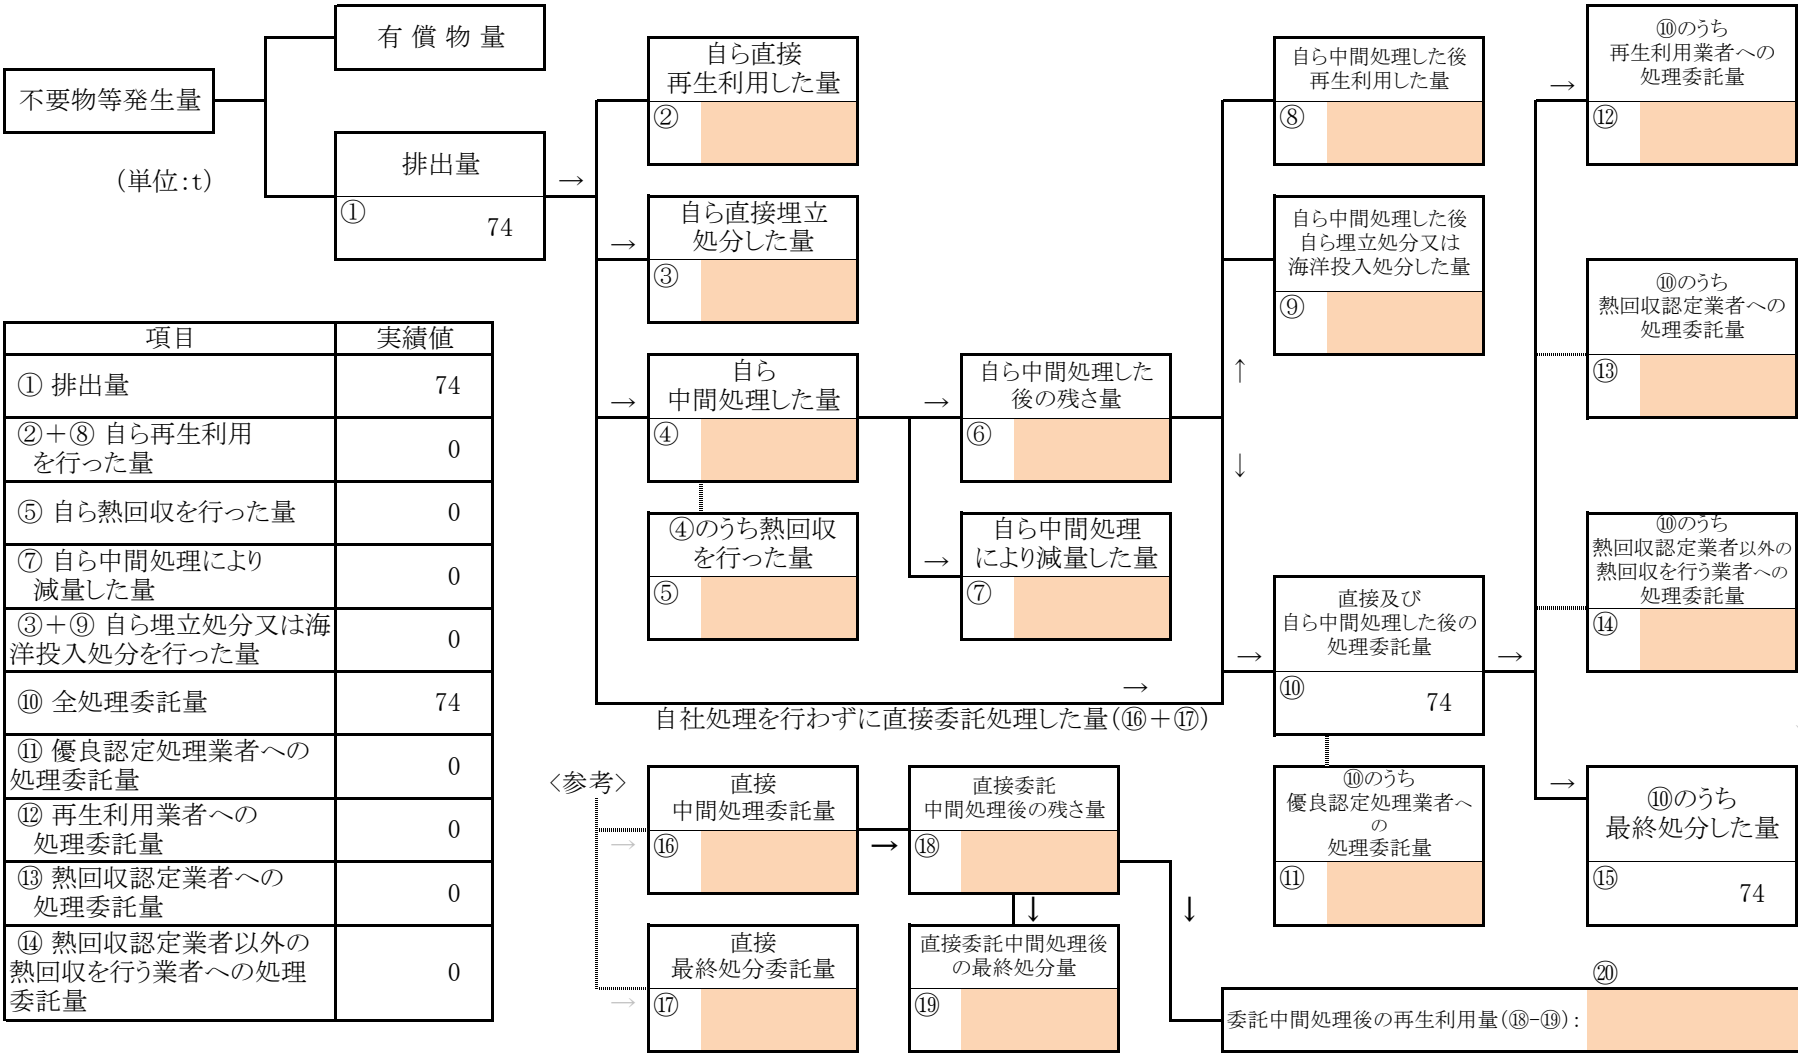 不要物等発生量
有 償 物 量
排出量
①
74
→
(単位:t)
自ら直接
再生利用した量
②
→
自ら直接埋立
処分した量
③
→
自ら
中間処理した量
④
④のうち熱回収
を行った量
⑤
→
自ら中間処理した
後の残さ量
⑥
→
自ら中間処理
により減量した量
⑦
自ら中間処理した後
再生利用した量
⑧
自ら中間処理した後
自ら埋立処分又は
海洋投入処分した量
⑨
↑
↓
→
直接及び
自ら中間処理した後の
処理委託量
⑩
74
→
→
自社処理を行わずに直接委託処理した量(⑯+⑰)
⑩のうち
優良認定処理業者へ
の
処理委託量
⑪
→
⑩のうち
再生利用業者への
処理委託量
⑫
⑩のうち
熱回収認定業者への
処理委託量
⑬
⑩のうち
熱回収認定業者以外の
熱回収を行う業者への
処理委託量
⑭
→
⑩のうち
最終処分した量
⑮
74
項目 実績値
① 排出量 74
②+⑧ 自ら再生利用
を行った量 0
⑤ 自ら熱回収を行った量 0
⑦ 自ら中間処理により
減量した量 0
③+⑨ 自ら埋立処分又は海
洋投入処分を行った量 0
⑩ 全処理委託量 74
⑪ 優良認定処理業者への
処理委託量 0
⑫ 再生利用業者への
処理委託量 0
⑬ 熱回収認定業者への
処理委託量 0
⑭ 熱回収認定業者以外の
熱回収を行う業者への処理
委託量 0
<参考>
→
直接
中間処理委託量
⑯
→
直接委託
中間処理後の残さ量
⑱
↓
↓
→
直接
最終処分委託量
⑰
直接委託中間処理後
の最終処分量
⑲
⑳
委託中間処理後の再生利用量(⑱-⑲):